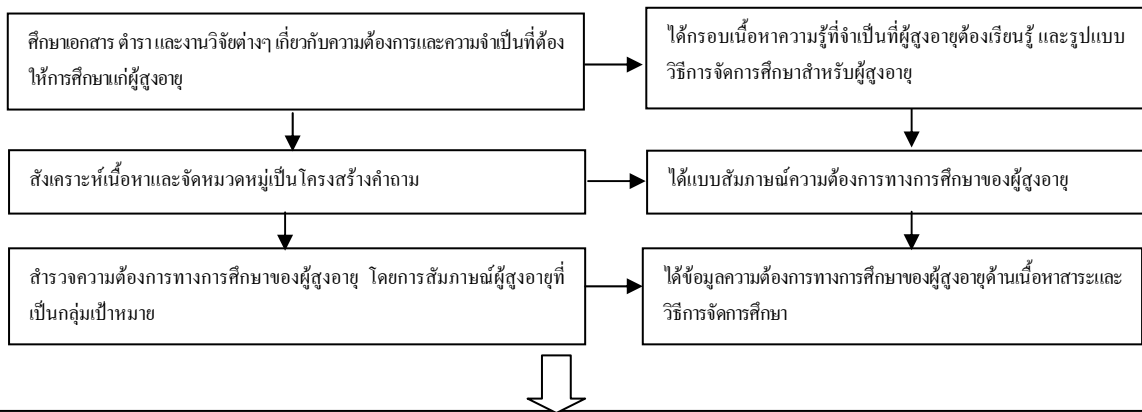 ศึกษาเอกสาร ตำรา และงานวิจัยต่างๆ เกี่ยวกับความต้องการและความจำเป็นที่ต้อง
ให้การศึกษาแก่ผู้สูงอายุ
ได้กรอบเนื้อหาความรู้ที่จำเป็นที่ผู้สูงอายุต้องเรียนรู้ และรูปแบบ
วิธีการจัดการศึกษาสำหรับผู้สูงอายุ
สังเคราะห์เนื้อหาและจัดหมวดหมู่เป็นโครงสร้างคำถาม
ได้แบบสัมภาษณ์ความต้องการทางการศึกษาของผู้สูงอายุ
สำรวจความต้องการทางการศึกษาของผู้สูงอายุ โดยการสัมภาษณ์ผู้สูงอายุที่
เป็นกลุ่มเป้าหมาย
ได้ข้อมูลความต้องการทางการศึกษาของผู้สูงอายุด้านเนื้อหาสาระและ
วิธีการจัดการศึกษา